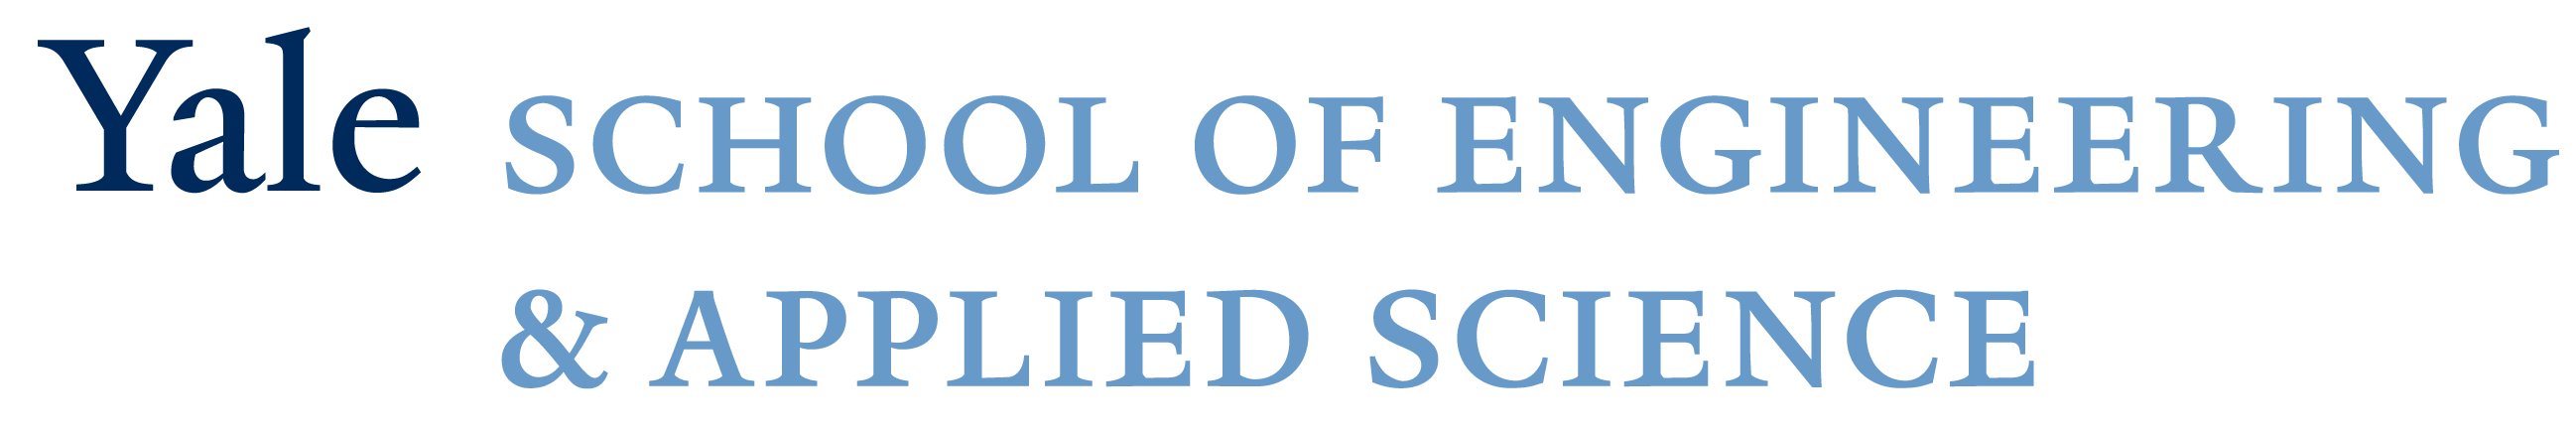 Yale SCHOOL OF ENGINEERING
& APPLIED SCIENCE